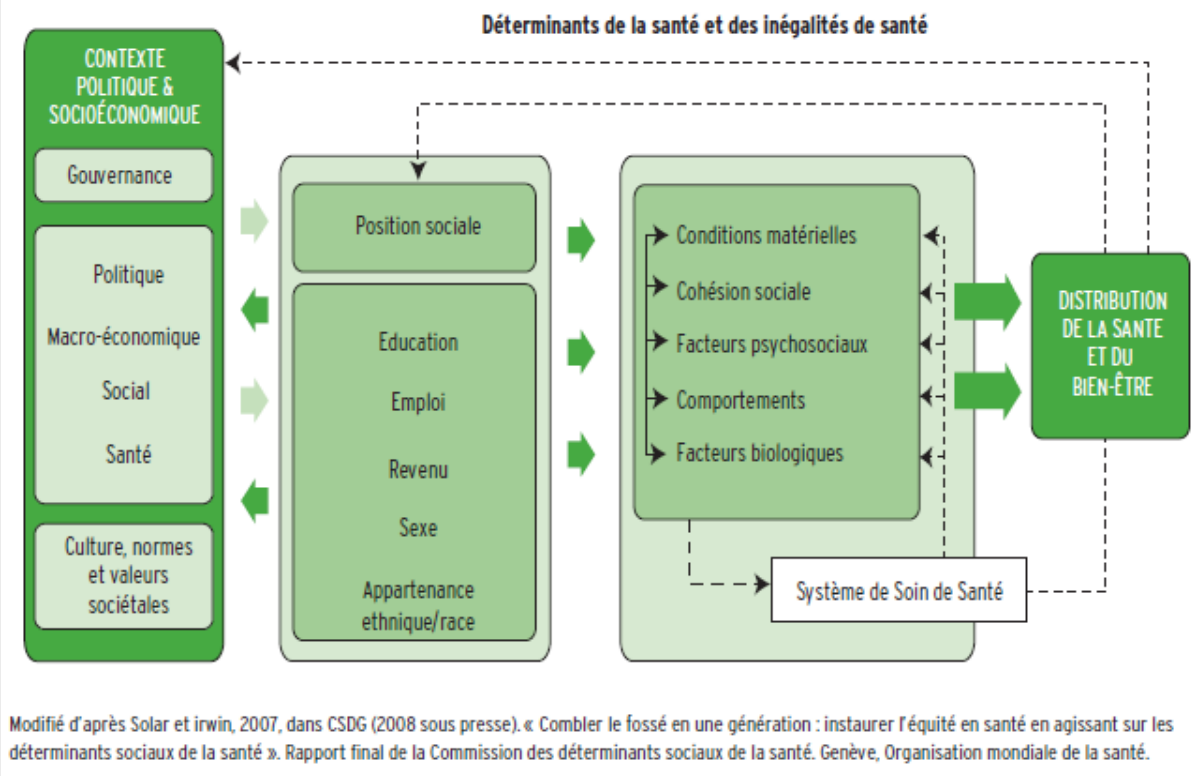 Déterminants de la santé et des inégalités de santé
CONTEXTE
POLITIQUE &
SOCIOÉCONOMIQUE
Gouvernance
Politique
Macro-économique
Social
Santé
Culture, normes
et valeurs
sociétales
Position sociale
Education
Emploi
Revenu
Sexe
Appartenance
ethnique/race
Conditions matérielles
Cohésion sociale
Facteurs psychosociaux
Comportements
Facteurs biologiques
Système de Soin de Santé
DISTRIBUTION
DE LA SANTE
ET DU
BIEN-ÊTRE
Modifié d'après Solar et irwin, 2007, dans CSDG (2008 sous presse). « Combler le fossé en une génération : instaurer l'équité en santé en agissant sur les
déterminants sociaux de la santé ». Rapport final de la Commission des déterminants sociaux de la santé. Genève, Organisation mondiale de la santé.